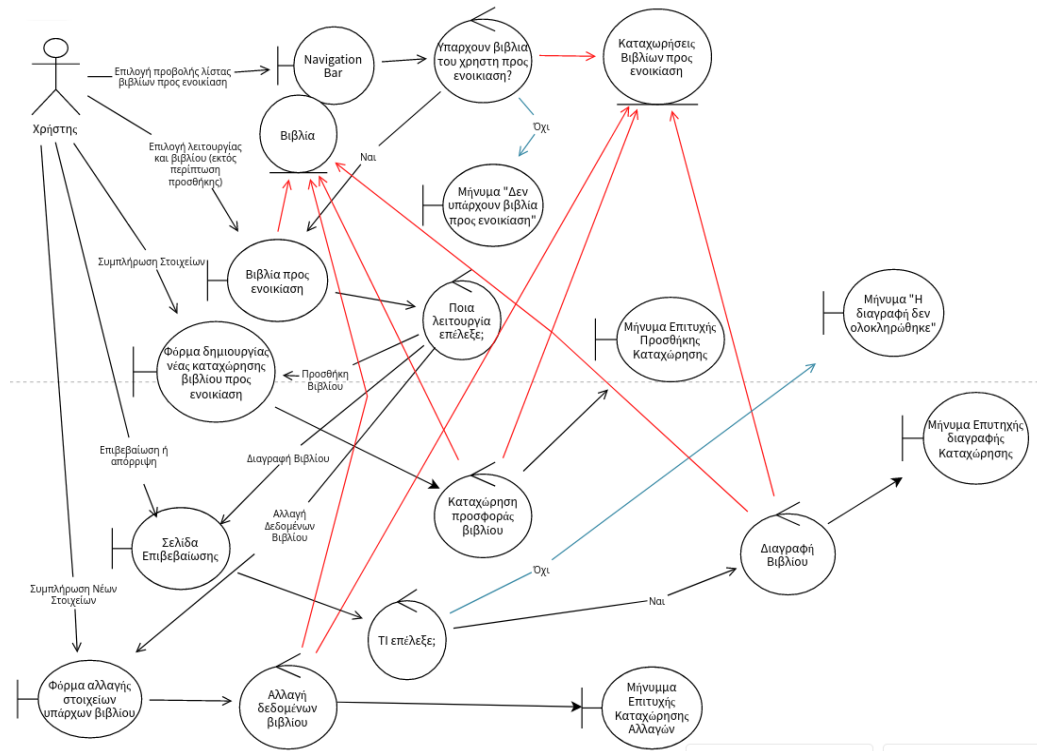 Χρήστης
Επιλογή προβολής λίστας
βιβλίων προς ενοικίαση
Navigation
Bar
Υπαρχουν βιβλια
του χρηστη προς
ενοικιαση?
Καταχωρήσεις
Βιβλίων προς
ενοικίαση
Βιβλία
Όχι
Ναι
Επιλογή λειτουργίας
και βιβλίου (εκτός
περίπτωση
προσθήκης)
Μήνυμα "Δεν
υπάρχουν βιβλία
προς ενοικίαση"
Συμπλήρωση Στοιχείων
Βιβλία προς
ενοικίαση
Ποια
λειτουργία
επέλεξε;
Μήνυμα "Η
διαγραφή δεν
ολοκληρώθηκε"
Μήνυμα Επιτυχής
Προσθήκης
Καταχώρησης
Φόρμα δημιουργίας
νέας καταχώρησης
βιβλίου προς
ενοικίαση
Προσθήκη
Βιβλίου
Μήνυμα Επυτηχής
διαγραφής
Καταχώρησης
Επιβεβαίωση ή
απόρριψη
Διαγραφή Βιβλίου
Καταχώρηση
προσφοράς
βιβλίου
Αλλαγή
Δεδομένων
Βιβλίου
Σελίδα
Επιβεβαίωσης
Διαγραφή
Βιβλίου
Όχι
Συμπλήρωση Νέων
Στοιχείων
Ναι
ΤΙ επέλεξε;
Φόρμα αλλαγής
στοιχείων
υπάρχων βιβλίου
Αλλαγή
δεδομένων
βιβλίου
Μήνυμμα
Επιτυχής
Καταχώρησης
Αλλαγών